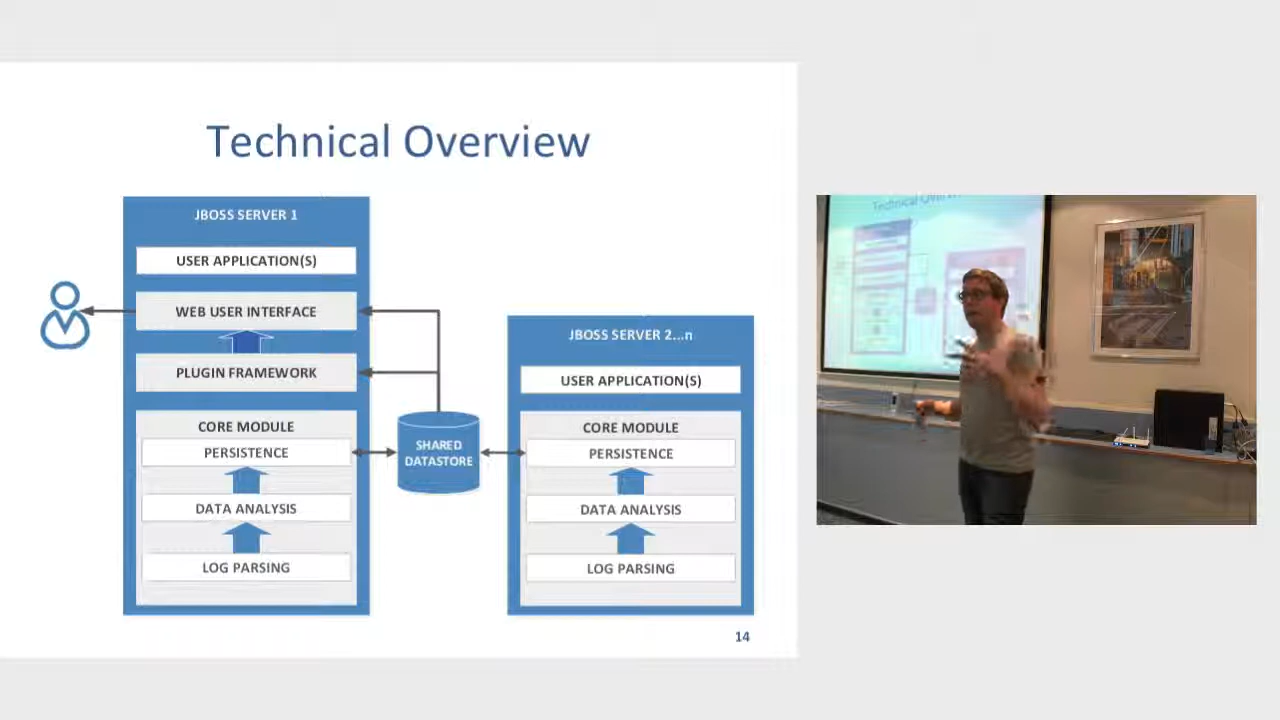 Technical Overview
JBOSS SERVER 1
USER APPLICATION(S)
WEB USER INTERFACE
PLUGIN FRAMEWORK
CORE MODULE
PERSISTENCE
DATA ANALYSIS
LOG PARSING
SHARED
DATASTORE
JBOSS SERVER 2...n
USER APPLICATION(S)
CORE MODULE
PERSISTENCE
DATA ANALYSIS
LOG PARSING
14
Technical